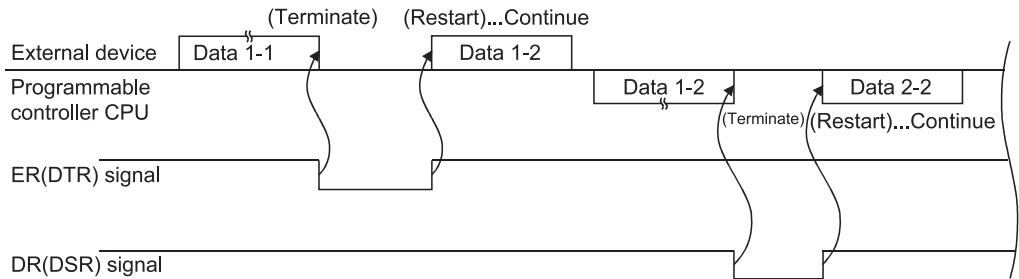 (Terminate) (Restart)...Continue
External device Data 1-1 Data 1-2
Programmable
controller CPU
Data 1-2 Data 2-2
(Terminate) (Restart)...Continue
ER(DTR) signal
DR(DSR) signal